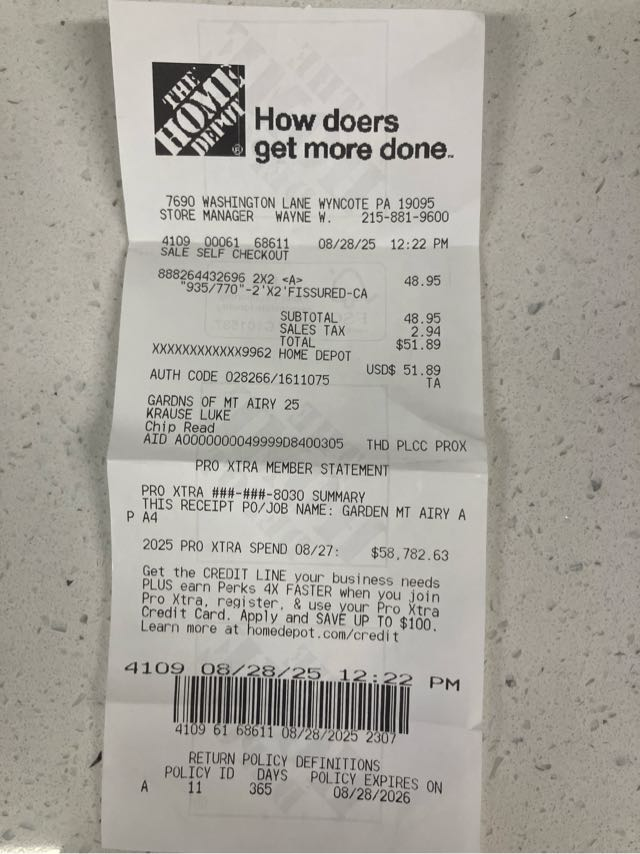 THE
HOME
DEPOT
How doers
get more done.
7690 WASHINGTON LANE WYNCOTE PA 19095
STORE MANAGER WAYNE W. 215-881-9600
4109 00061 68611 08/28/25 12:22 PM
SALE SELF CHECKOUT
888264432696 2X2 <A> 48.95
"935/770"-2'X2'FISSURED-CA
SUBTOTAL 48.95
SALES TAX 2.94
TOTAL $51.89
XXXXXXXXXXXX9962 HOME DEPOT
USD$ 51.89
AUTH CODE 028266/1611075 TA
GARDNS OF MT AIRY 25
KRAUSE LUKE
Chip Read
AID A0000000049999D8400305 THD PLCC PROX
PRO XTRA MEMBER STATEMENT
PRO XTRA ###-###-8030 SUMMARY
THIS RECEIPT PO/JOB NAME: GARDEN MT AIRY A
P A4
2025 PRO XTRA SPEND 08/27: $58,782.63
Get the CREDIT LINE your business needs
PLUS earn Perks 4X FASTER when you join
Pro Xtra, register, & use your Pro Xtra
Credit Card. Apply and SAVE UP TO $100.
Learn more at homedepot.com/credit
4109 08/28/25 12:22 PM
4109 61 68611 08/28/2025 2307
RETURN POLICY DEFINITIONS
POLICY ID DAYS POLICY EXPIRES ON
A 11 365 08/28/2026